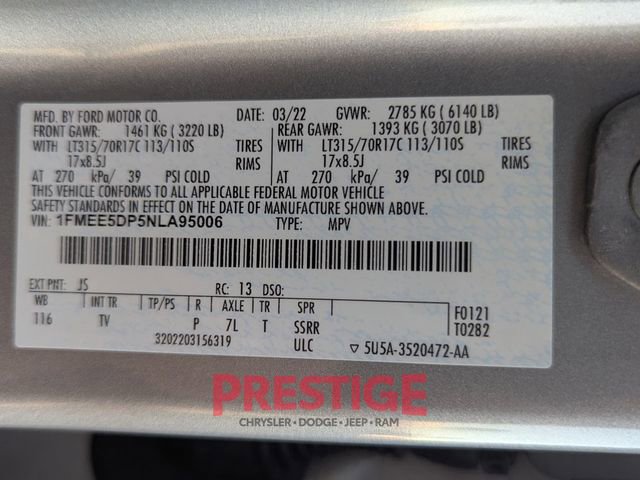 MFD. BY FORD MOTOR CO. DATE: 03/22 GVWR: 2785 KG ( 6140 LB)
FRONT GAWR: 1461 KG ( 3220 LB) REAR GAWR: 1393 KG ( 3070 LB)
WITH LT315/70R17C 113/110S TIRES WITH LT315/70R17C 113/110S TIRES
17x8.5J RIMS 17x8.5J RIMS
AT 270 kPa/ 39 PSI COLD AT 270 kPa/ 39 PSI COLD
THIS VEHICLE CONFORMS TO ALL APPLICABLE FEDERAL MOTOR VEHICLE
SAFETY STANDARDS IN EFFECT ON THE DATE OF MANUFACTURE SHOWN ABOVE.
VIN: 1FMEE5DP5NLA95006 TYPE: MPV
EXT PNT: JS RC: 13 DSO:
WB INT TR TP/PS R AXLE TR SPR F0121
116 TV P 7L T SSRR T0282
3202203156319 ULC ▽ 5U5A-3520472-AA
PRESTIGE
CHRYSLER • DODGE • JEEP • RAM